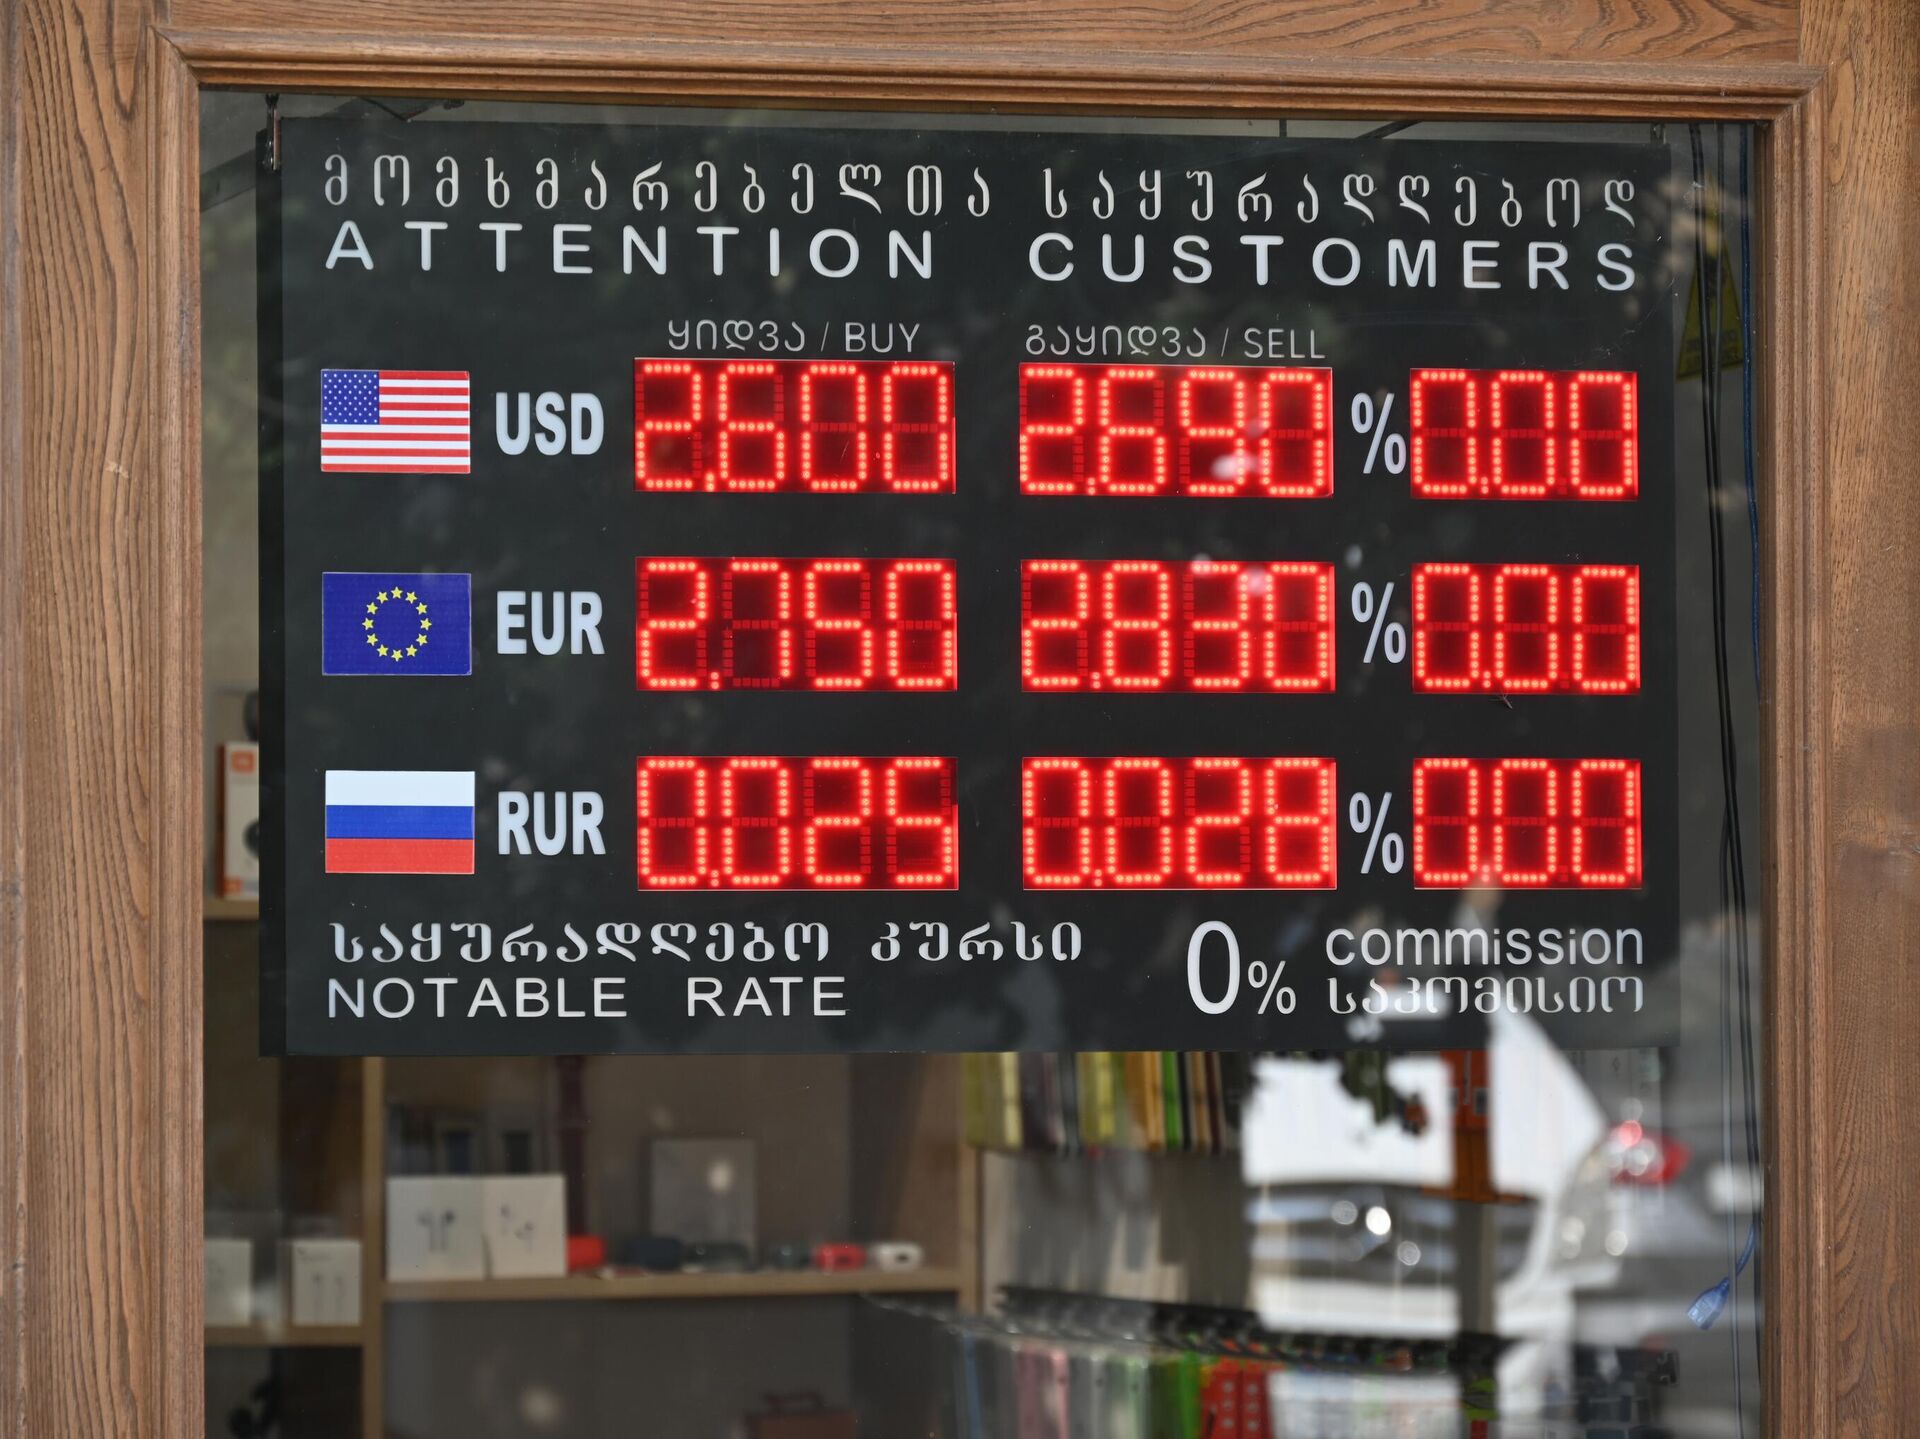 მომხმარებელთა საყურადღებოდ
ATTENTION CUSTOMERS
ყიდვა / BUY გაყიდვა / SELL
USD 2.600 2.690 % 0.00
EUR 2.750 2.830 % 0.00
RUR 0.025 0.028 % 0.00
საყურადღებო კურსი
NOTABLE RATE
0% commission
საკომისიო